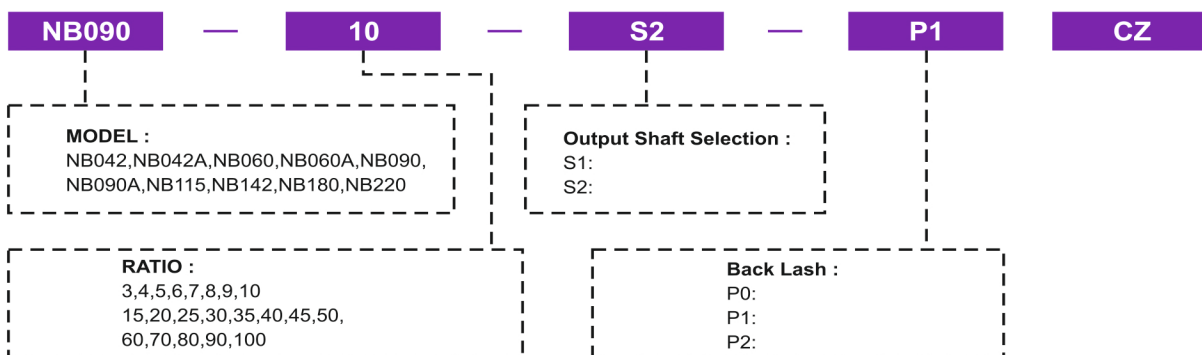 NB090 — 10 — S2 — P1 CZ
MODEL :
NB042,NB042A,NB060,NB060A,NB090,
NB090A,NB115,NB142,NB180,NB220
Output Shaft Selection :
S1:
S2:
RATIO :
3,4,5,6,7,8,9,10
15,20,25,30,35,40,45,50,
60,70,80,90,100
Back Lash :
P0:
P1:
P2: